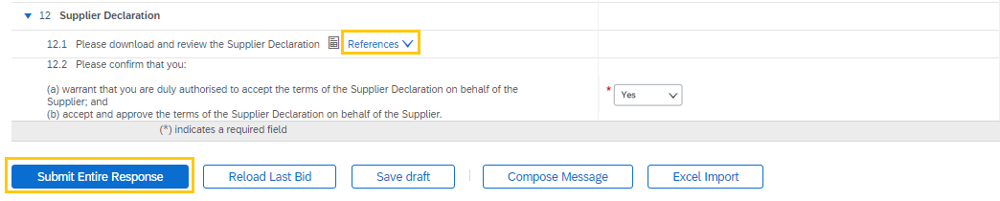 12 Supplier Declaration
12.1 Please download and review the Supplier Declaration References
12.2 Please confirm that you:
(a) warrant that you are duly authorised to accept the terms of the Supplier Declaration on behalf of the
Supplier; and
* Yes
(b) accept and approve the terms of the Supplier Declaration on behalf of the Supplier.
(*) indicates a required field
Submit Entire Response Reload Last Bid Save draft Compose Message Excel Import